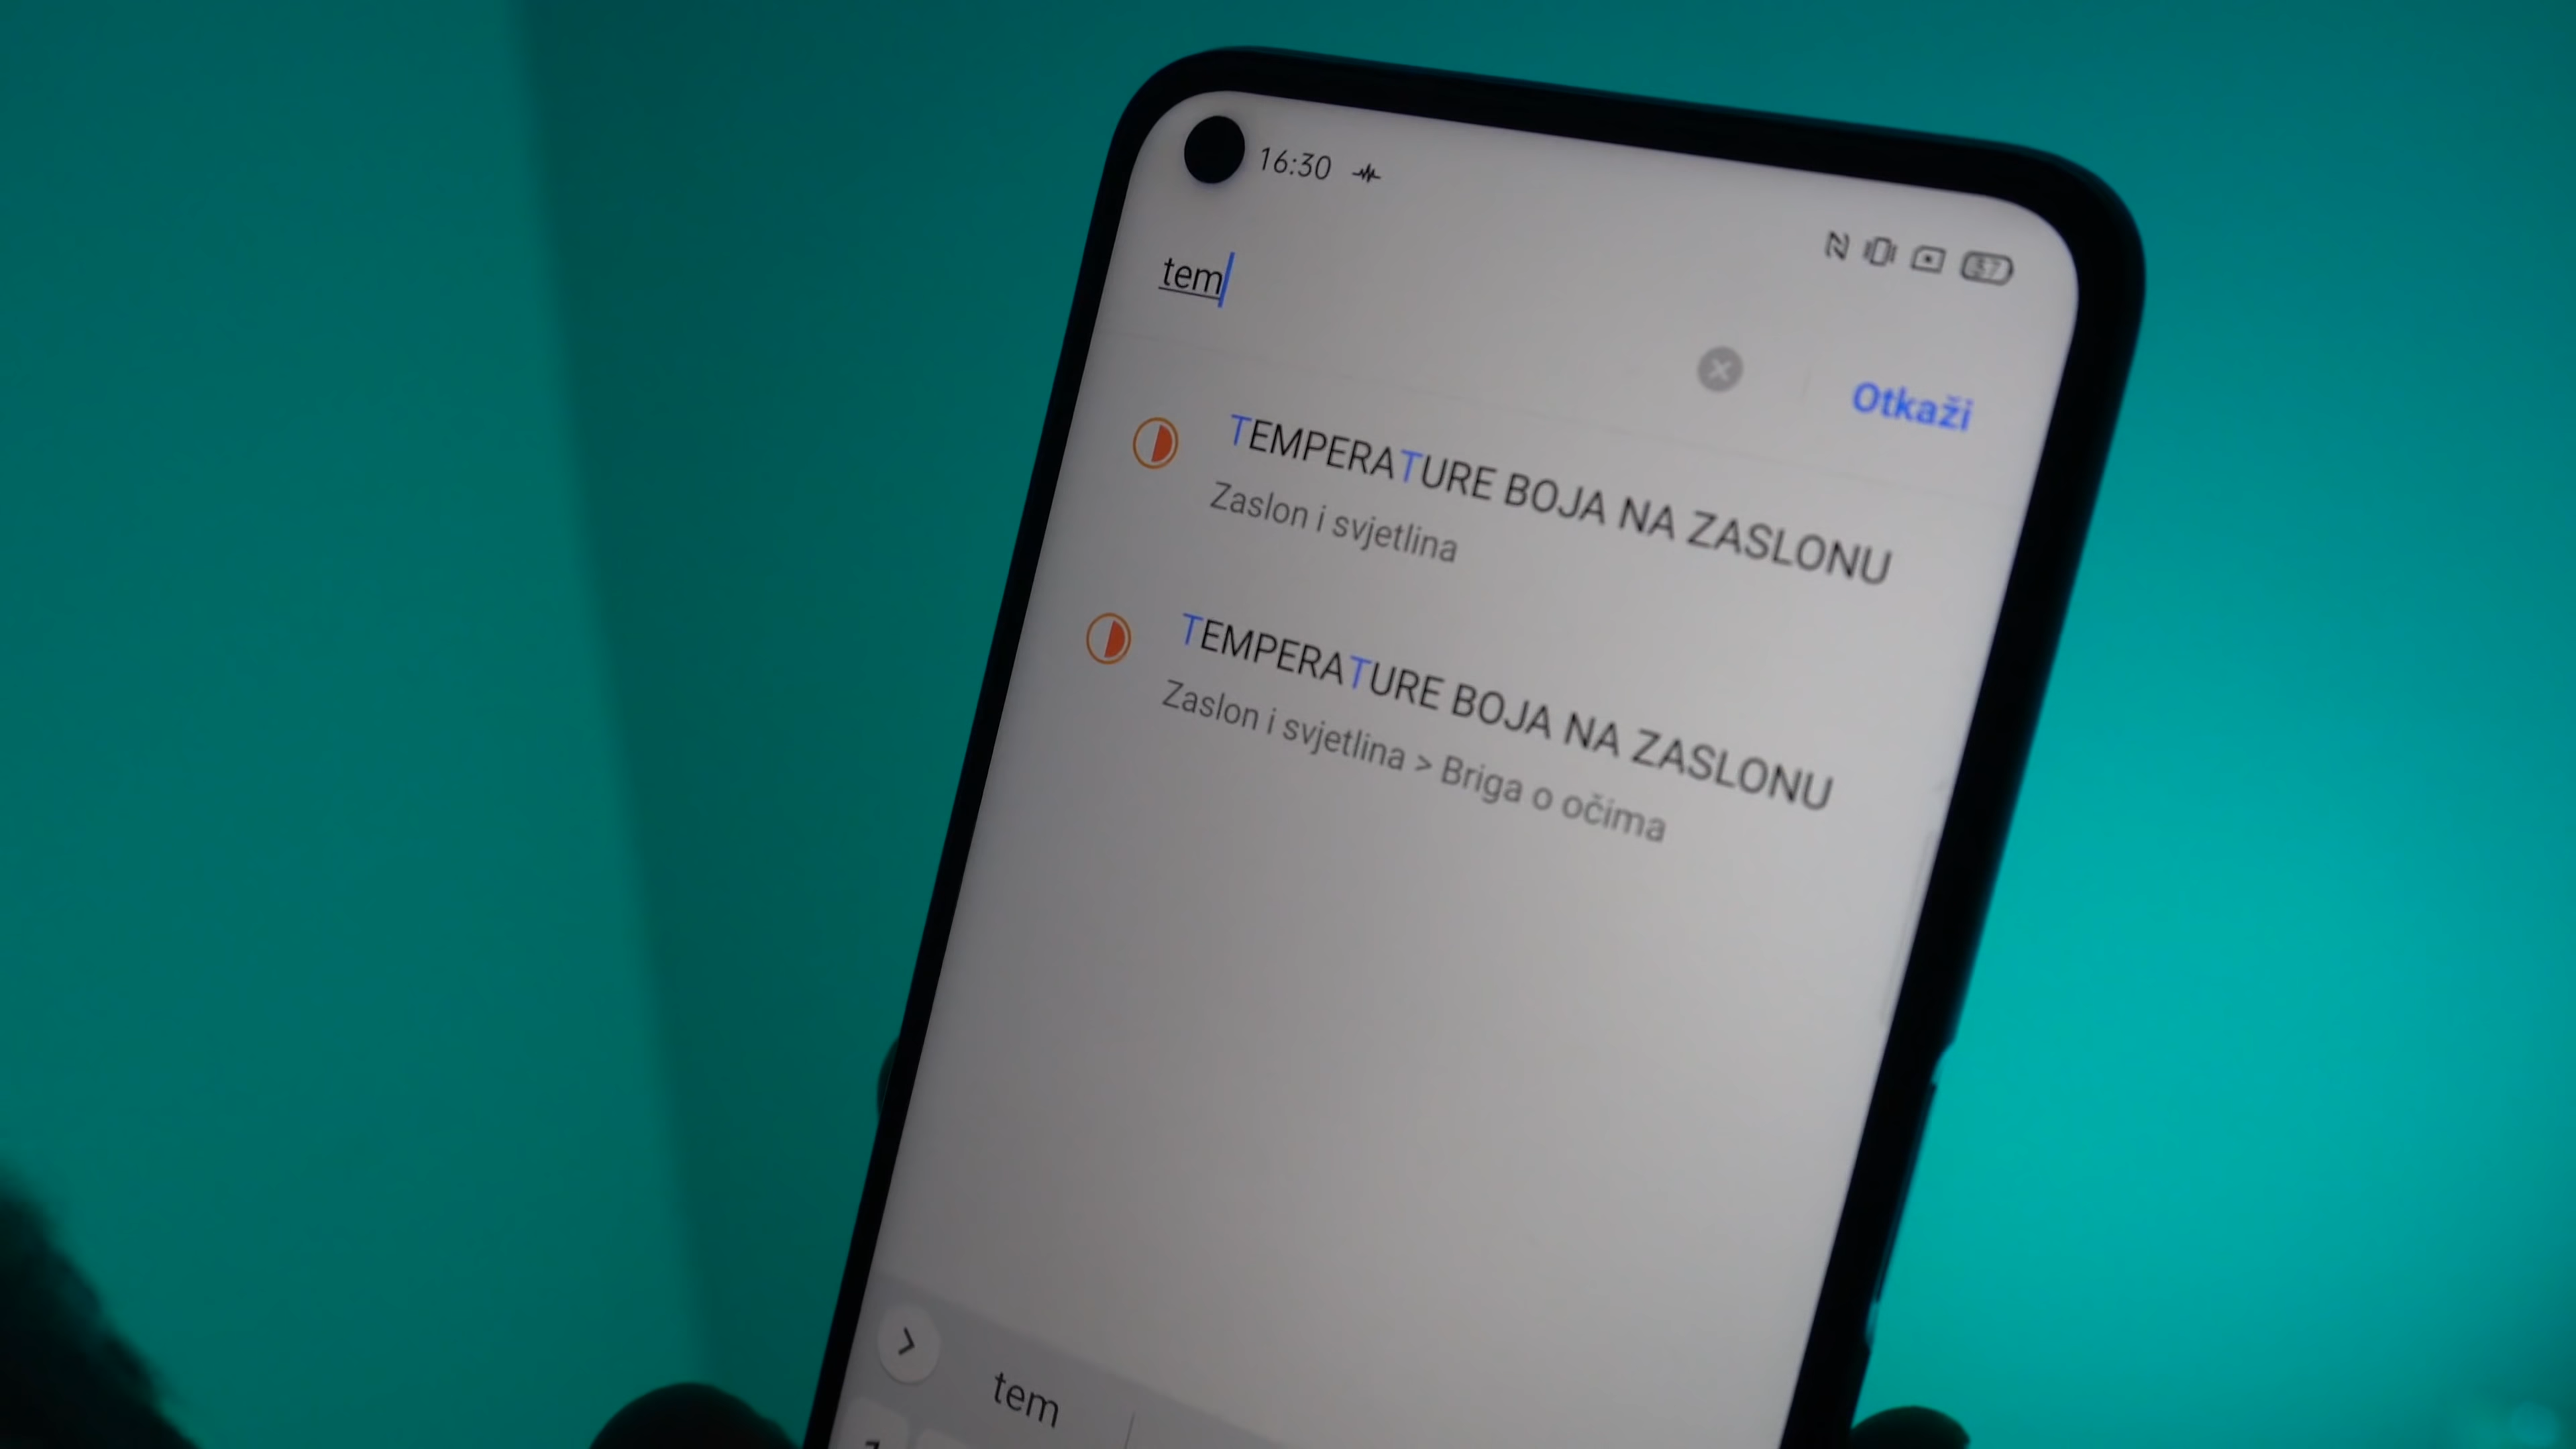 16:30
57
tem
Otkaži
TEMPERATURE BOJA NA ZASLONU
Zaslon i svjetlina
TEMPERATURE BOJA NA ZASLONU
Zaslon i svjetlina > Briga o očima
tem